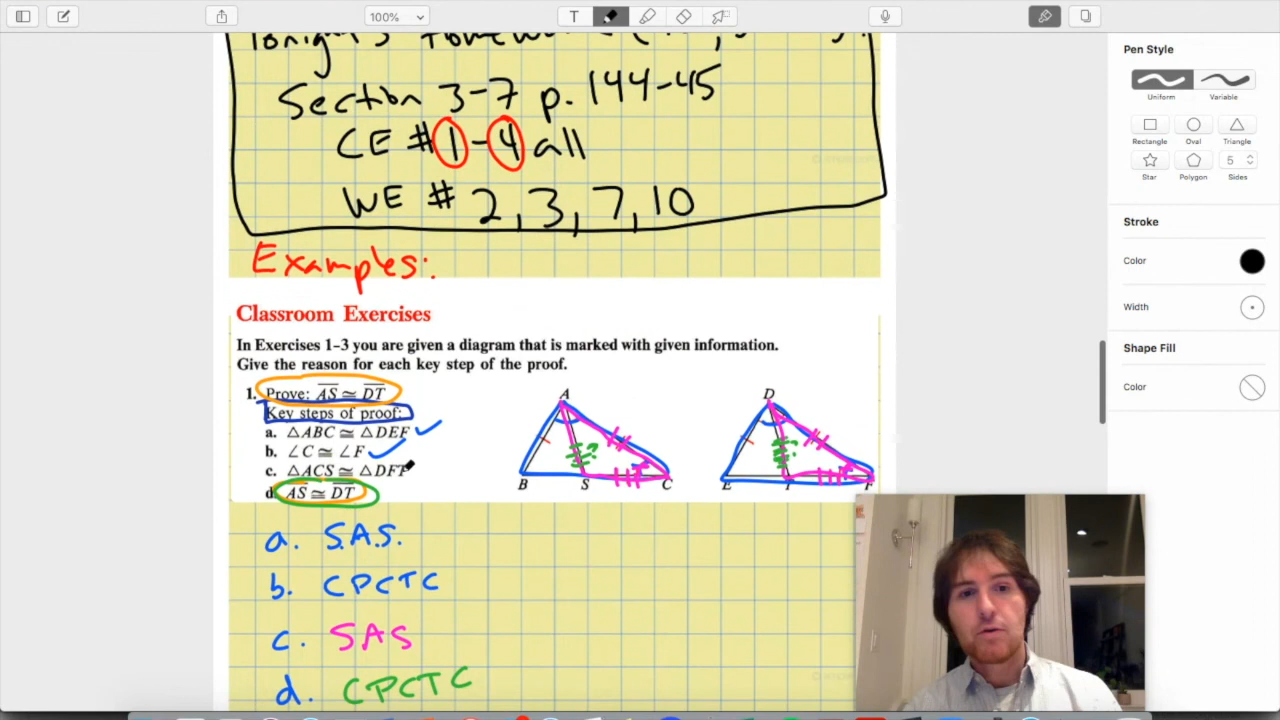 100%
T
Section 3-7 p. 144-45
CE # 1-4 all
WE # 2, 3, 7, 10
Examples:
Classroom Exercises
In Exercises 1–3 you are given a diagram that is marked with given information.
Give the reason for each key step of the proof.
1. Prove: AS ≅ DT
Key steps of proof:
a. △ABC ≅ △DEF
b. ∠C ≅ ∠F
c. △ACS ≅ △DFT
d. AS ≅ DT
A
B S C
D
E T F
? ?
a. S.A.S.
b. CPCTC
c. SAS
d. CPCTC
Pen Style
Uniform Variable
Rectangle Oval Triangle
5
Star Polygon Sides
Stroke
Color
Width
Shape Fill
Color